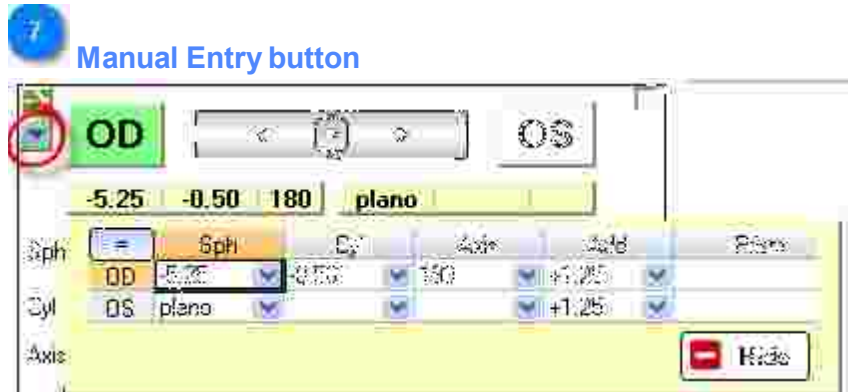 7
Manual Entry button
OD < > OS
-5.25 -0.50 180 plano
Sph = Sph Cyl Axis Add
OD -5.25 -0.50 180 +1.25
Cyl OS plano +1.25
Axis Hide